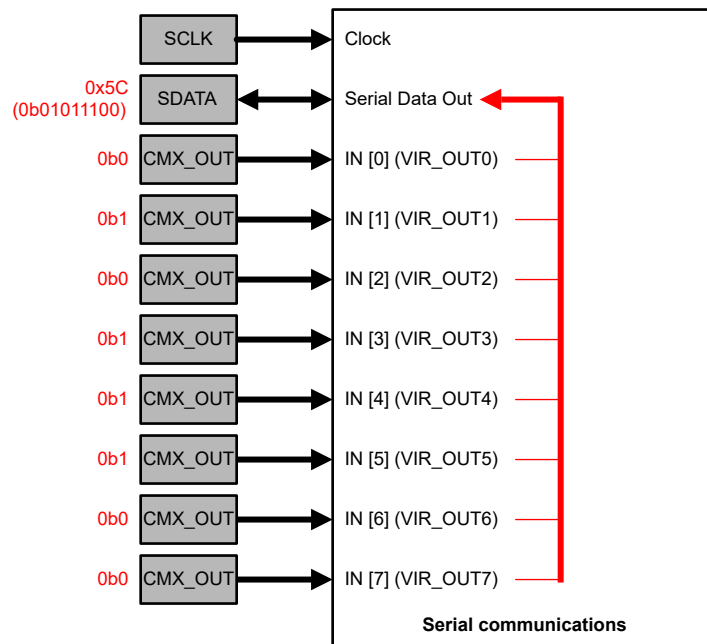 SCLK Clock
0x5C
(0b01011100) SDATA Serial Data Out
0b0 CMX_OUT IN [0] (VIR_OUT0)
0b1 CMX_OUT IN [1] (VIR_OUT1)
0b0 CMX_OUT IN [2] (VIR_OUT2)
0b1 CMX_OUT IN [3] (VIR_OUT3)
0b1 CMX_OUT IN [4] (VIR_OUT4)
0b1 CMX_OUT IN [5] (VIR_OUT5)
0b0 CMX_OUT IN [6] (VIR_OUT6)
0b0 CMX_OUT IN [7] (VIR_OUT7)
Serial communications